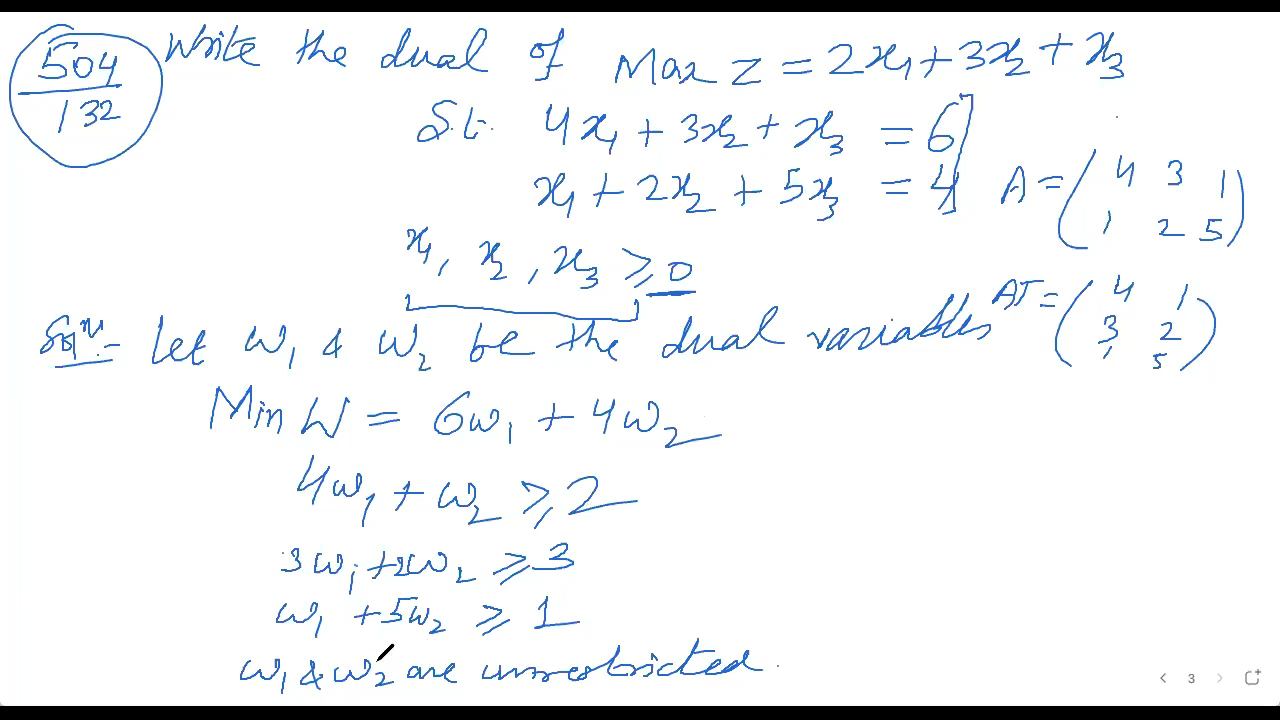 504
132
Write the dual of Max Z = 2x₁ + 3x₂ + x₃
S.t. 4x₁ + 3x₂ + x₃ = 6
x₁ + 2x₂ + 5x₃ = 4
A = ( 4 3 1
1 2 5 )
x₁, x₂, x₃ ≥ 0
Aᵀ = ( 4 1
3 2
1 5 )
Solⁿ:- Let w₁ & w₂ be the dual variables
Min W = 6w₁ + 4w₂
4w₁ + w₂ ≥ 2
3w₁ + 2w₂ ≥ 3
w₁ + 5w₂ ≥ 1
w₁ & w₂ are unrestricted.
3